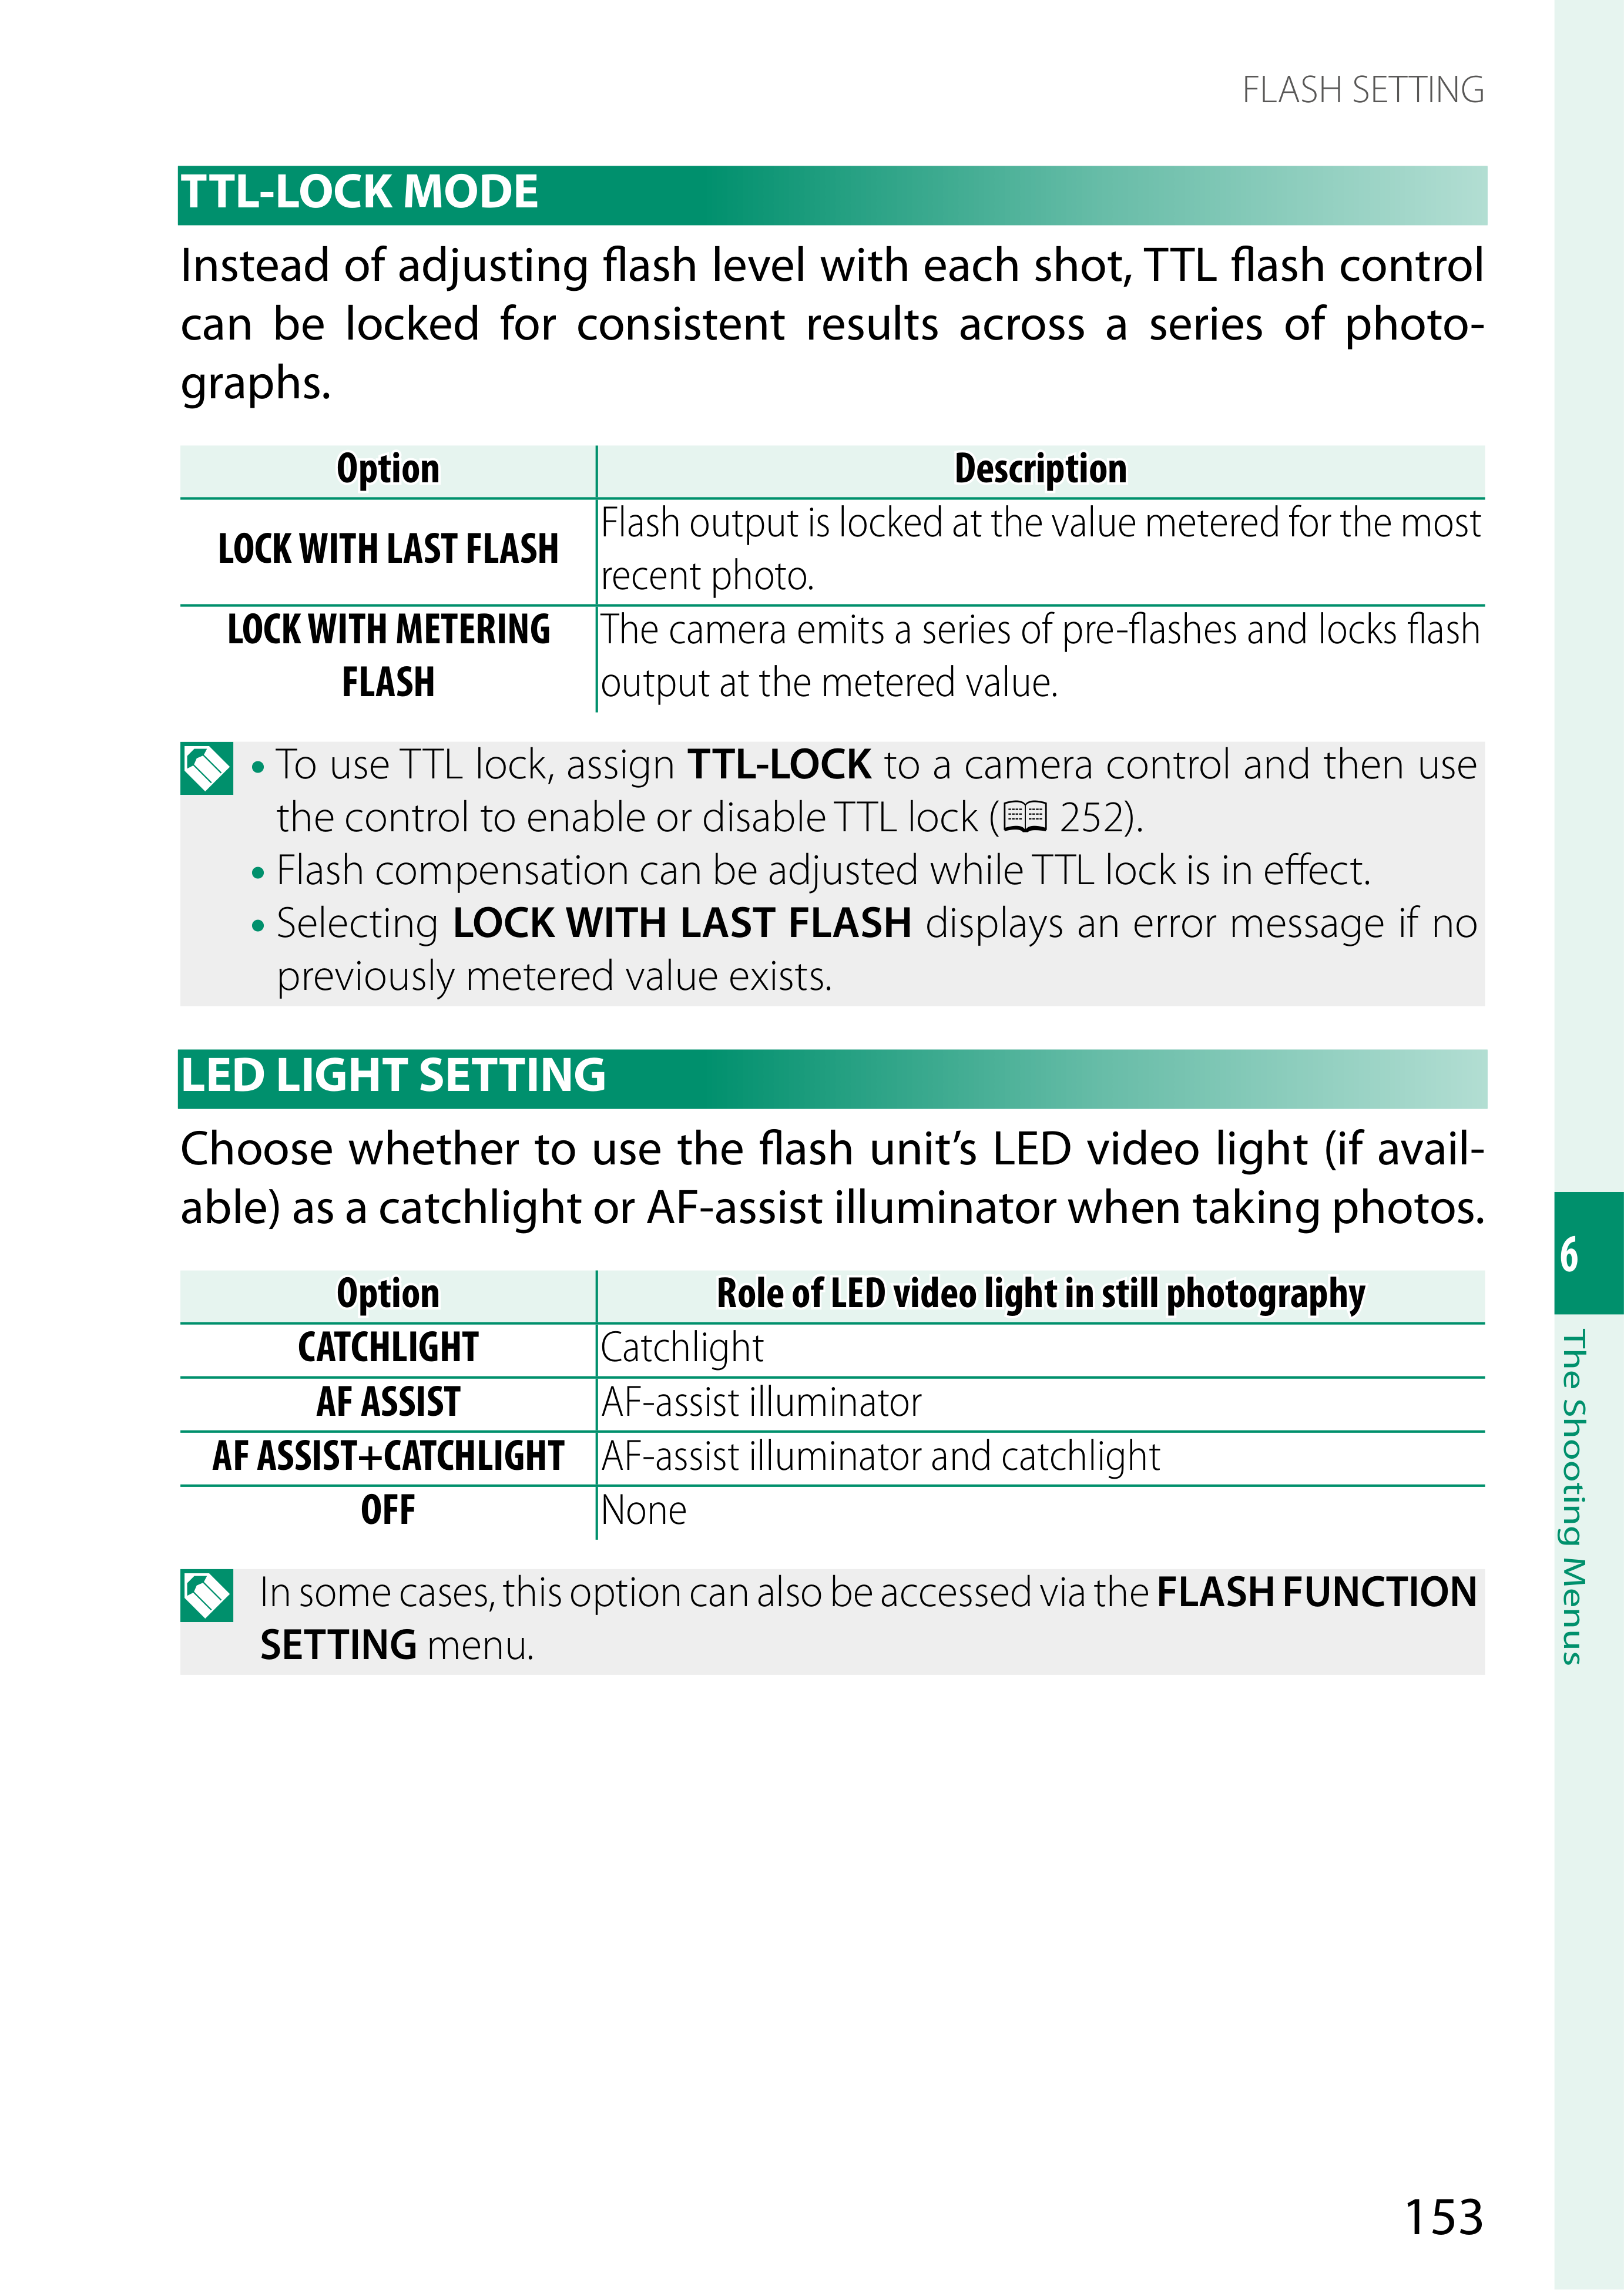 FLASH SETTING
TTL-LOCK MODE
Instead of adjusting flash level with each shot, TTL flash control
can be locked for consistent results across a series of photo-
graphs.
Option Description
LOCK WITH LAST FLASH Flash output is locked at the value metered for the most
recent photo.
LOCK WITH METERING The camera emits a series of pre-flashes and locks flash
FLASH output at the metered value.
• To use TTL lock, assign TTL-LOCK to a camera control and then use
the control to enable or disable TTL lock (📖 252).
• Flash compensation can be adjusted while TTL lock is in effect.
• Selecting LOCK WITH LAST FLASH displays an error message if no
previously metered value exists.
LED LIGHT SETTING
Choose whether to use the flash unit’s LED video light (if avail-
able) as a catchlight or AF-assist illuminator when taking photos.
Option Role of LED video light in still photography
CATCHLIGHT Catchlight
AF ASSIST AF-assist illuminator
AF ASSIST+CATCHLIGHT AF-assist illuminator and catchlight
OFF None
In some cases, this option can also be accessed via the FLASH FUNCTION
SETTING menu.
6
The Shooting Menus
153